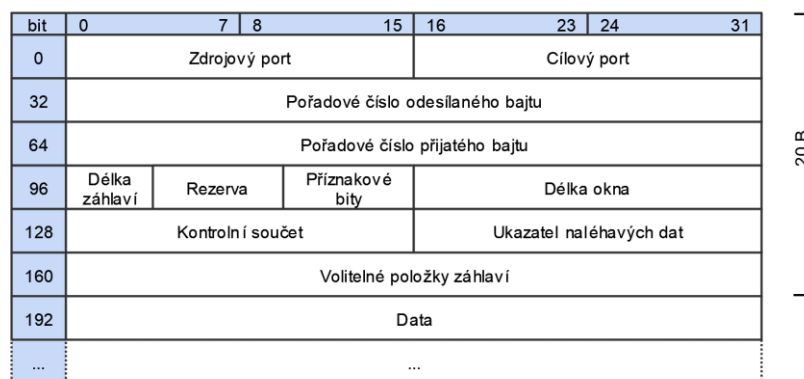 bit 0 7 8 15 16 23 24 31
0 Zdrojový port Cílový port
32 Pořadové číslo odesílaného bajtu
64 Pořadové číslo přijatého bajtu
96 Délka záhlaví Rezerva Příznakové bity Délka okna
128 Kontrolní součet Ukazatel naléhavých dat
160 Volitelné položky záhlaví
192 Data
... ...
20 B